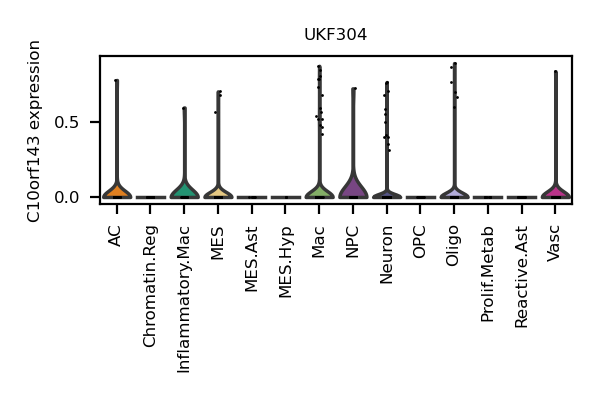 UKF304
C10orf143 expression
0.5
0.0
AC
Chromatin.Reg
Inflammatory.Mac
MES
MES.Ast
MES.Hyp
Mac
NPC
Neuron
OPC
Oligo
Prolif.Metab
Reactive.Ast
Vasc